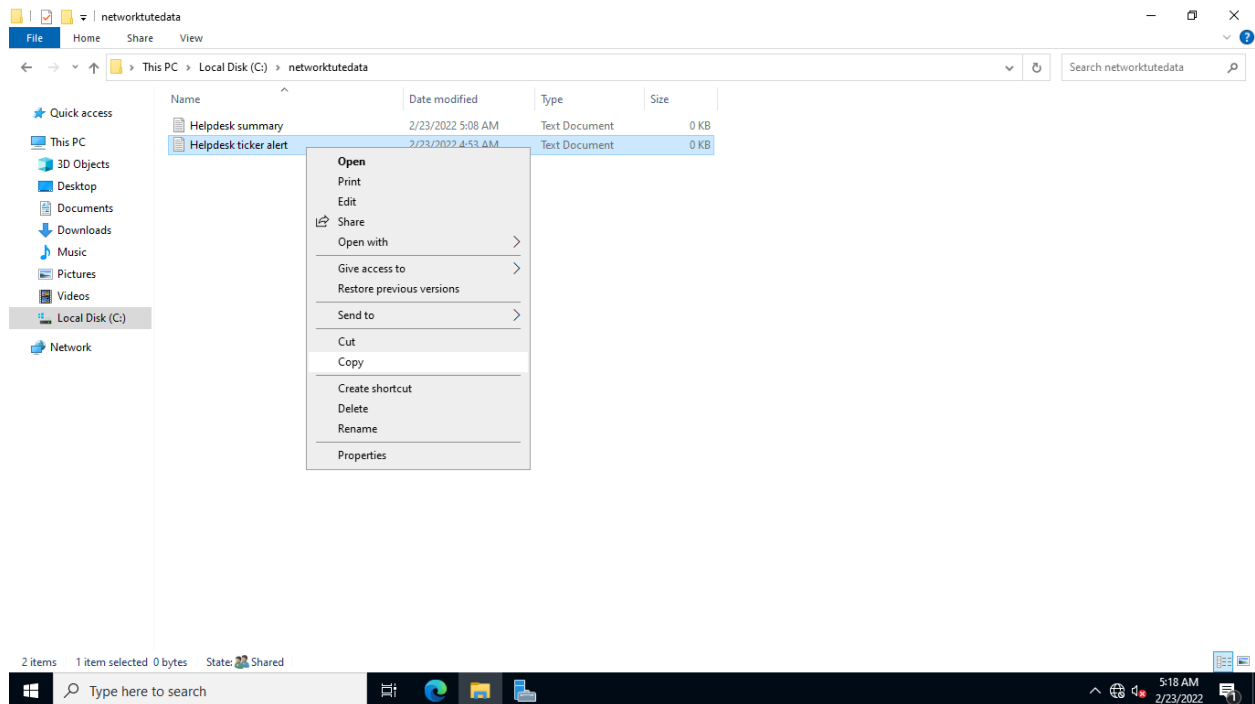 networktutedata
File Home Share View
This PC Local Disk (C:) networktutedata Search networktutedata
Name Date modified Type Size
Quick access
This PC
3D Objects
Desktop
Documents
Downloads
Music
Pictures
Videos
Local Disk (C:)
Network
Helpdesk summary 2/23/2022 5:08 AM Text Document 0 KB
Helpdesk ticker alert 2/23/2022 4:53 AM Text Document 0 KB
Open
Print
Edit
Share
Open with
Give access to
Restore previous versions
Send to
Cut
Copy
Create shortcut
Delete
Rename
Properties
2 items 1 item selected 0 bytes State: Shared
Type here to search
5:18 AM
2/23/2022
1